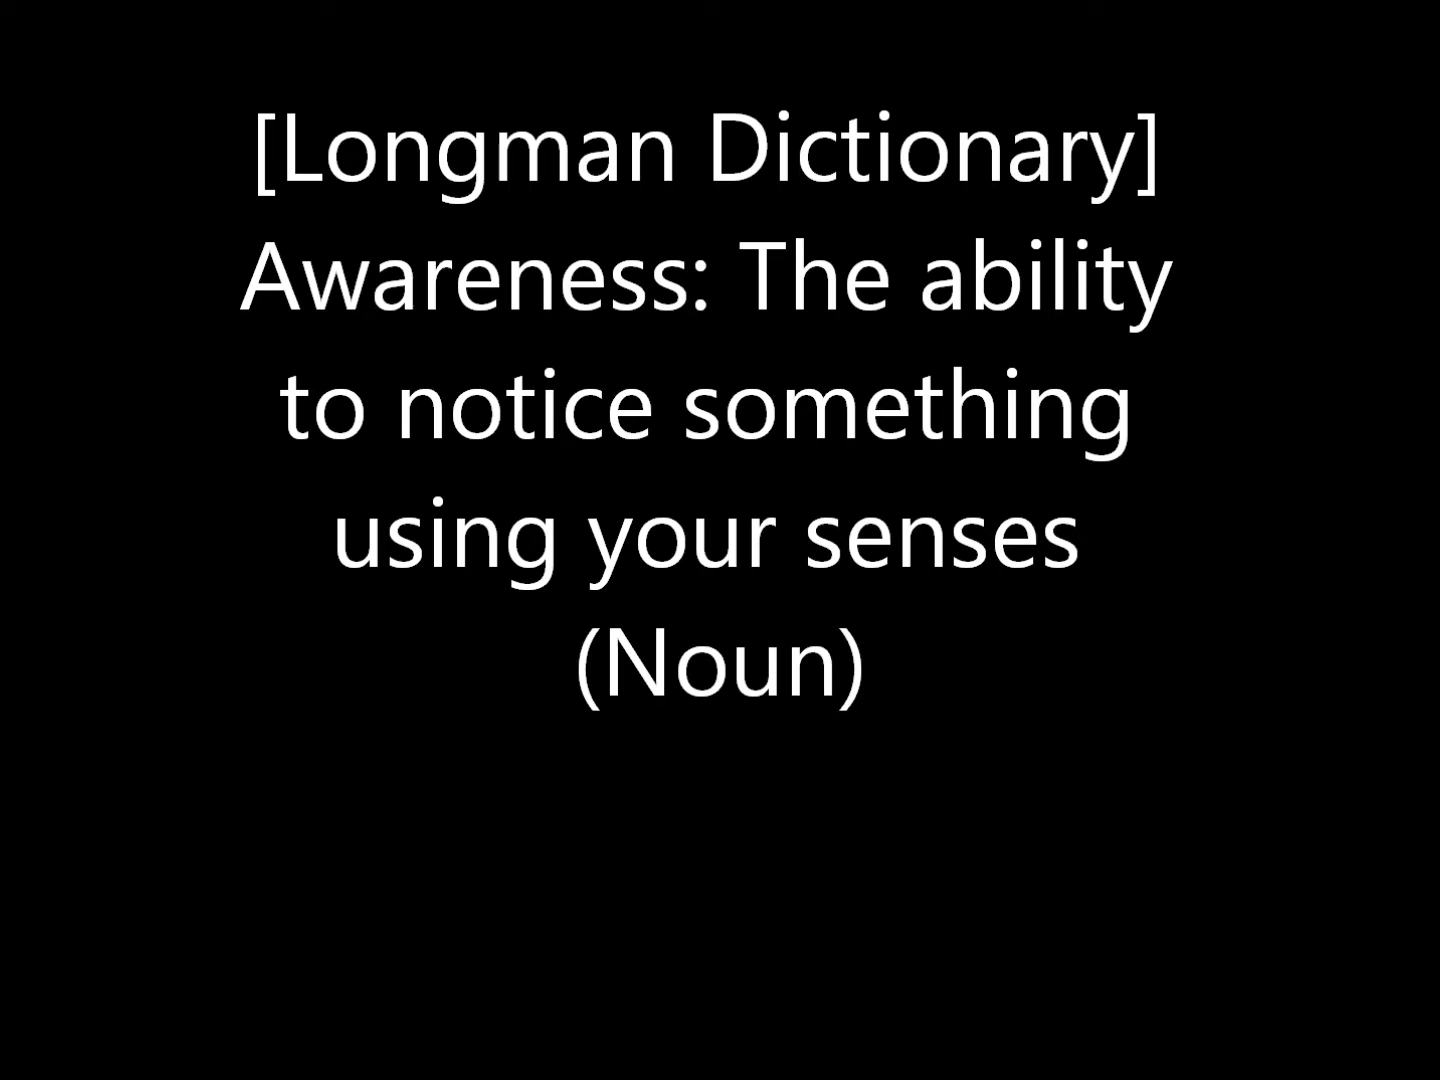 [Longman Dictionary]
Awareness: The ability
to notice something
using your senses
(Noun)